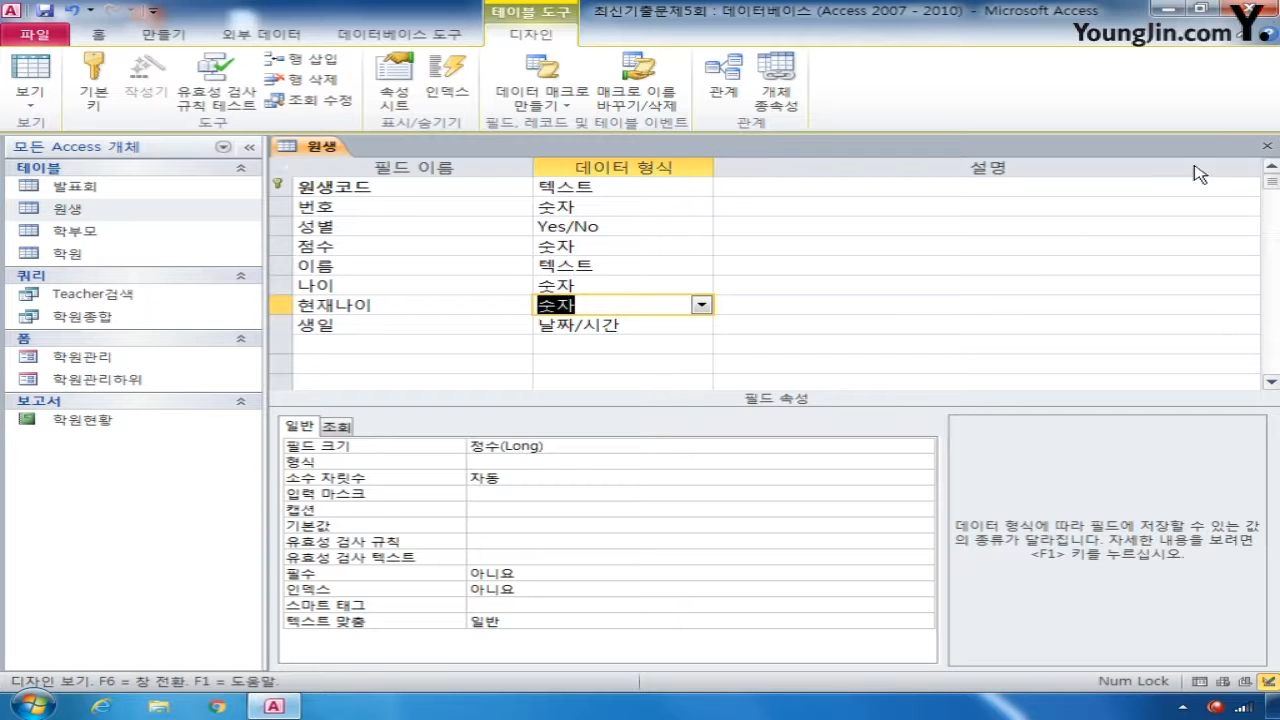 테이블 도구
최신기출문제5회 : 데이터베이스 (Access 2007 - 2010) - Microsoft Access
YoungJin.com Y.
파일 홈 만들기 외부 데이터 데이터베이스 도구 디자인
보기
기본 키
작성기
유효성 검사 규칙 테스트
행 삽입
행 삭제
조회 수정
속성 시트
인덱스
데이터 매크로 만들기
매크로 이름 바꾸기/삭제
관계
개체 종속성
보기 도구 표시/숨기기 필드, 레코드 및 테이블 이벤트 관계
모든 Access 개체
테이블
발표회
원생
학부모
학원
쿼리
Teacher검색
학원종합
폼
학원관리
학원관리하위
보고서
학원현황
원생
필드 이름 데이터 형식 설명
원생코드 텍스트
번호 숫자
성별 Yes/No
점수 숫자
이름 텍스트
나이 숫자
현재나이 숫자
생일 날짜/시간
필드 속성
일반 조회
필드 크기 정수(Long)
형식
소수 자릿수 자동
입력 마스크
캡션
기본값
유효성 검사 규칙
유효성 검사 텍스트
필수 아니요
인덱스 아니요
스마트 태그
텍스트 맞춤 일반
데이터 형식에 따라 필드에 저장할 수 있는 값
의 종류가 달라집니다. 자세한 내용을 보려면
<F1> 키를 누르십시오.
디자인 보기. F6 = 창 전환. F1 = 도움말.
Num Lock